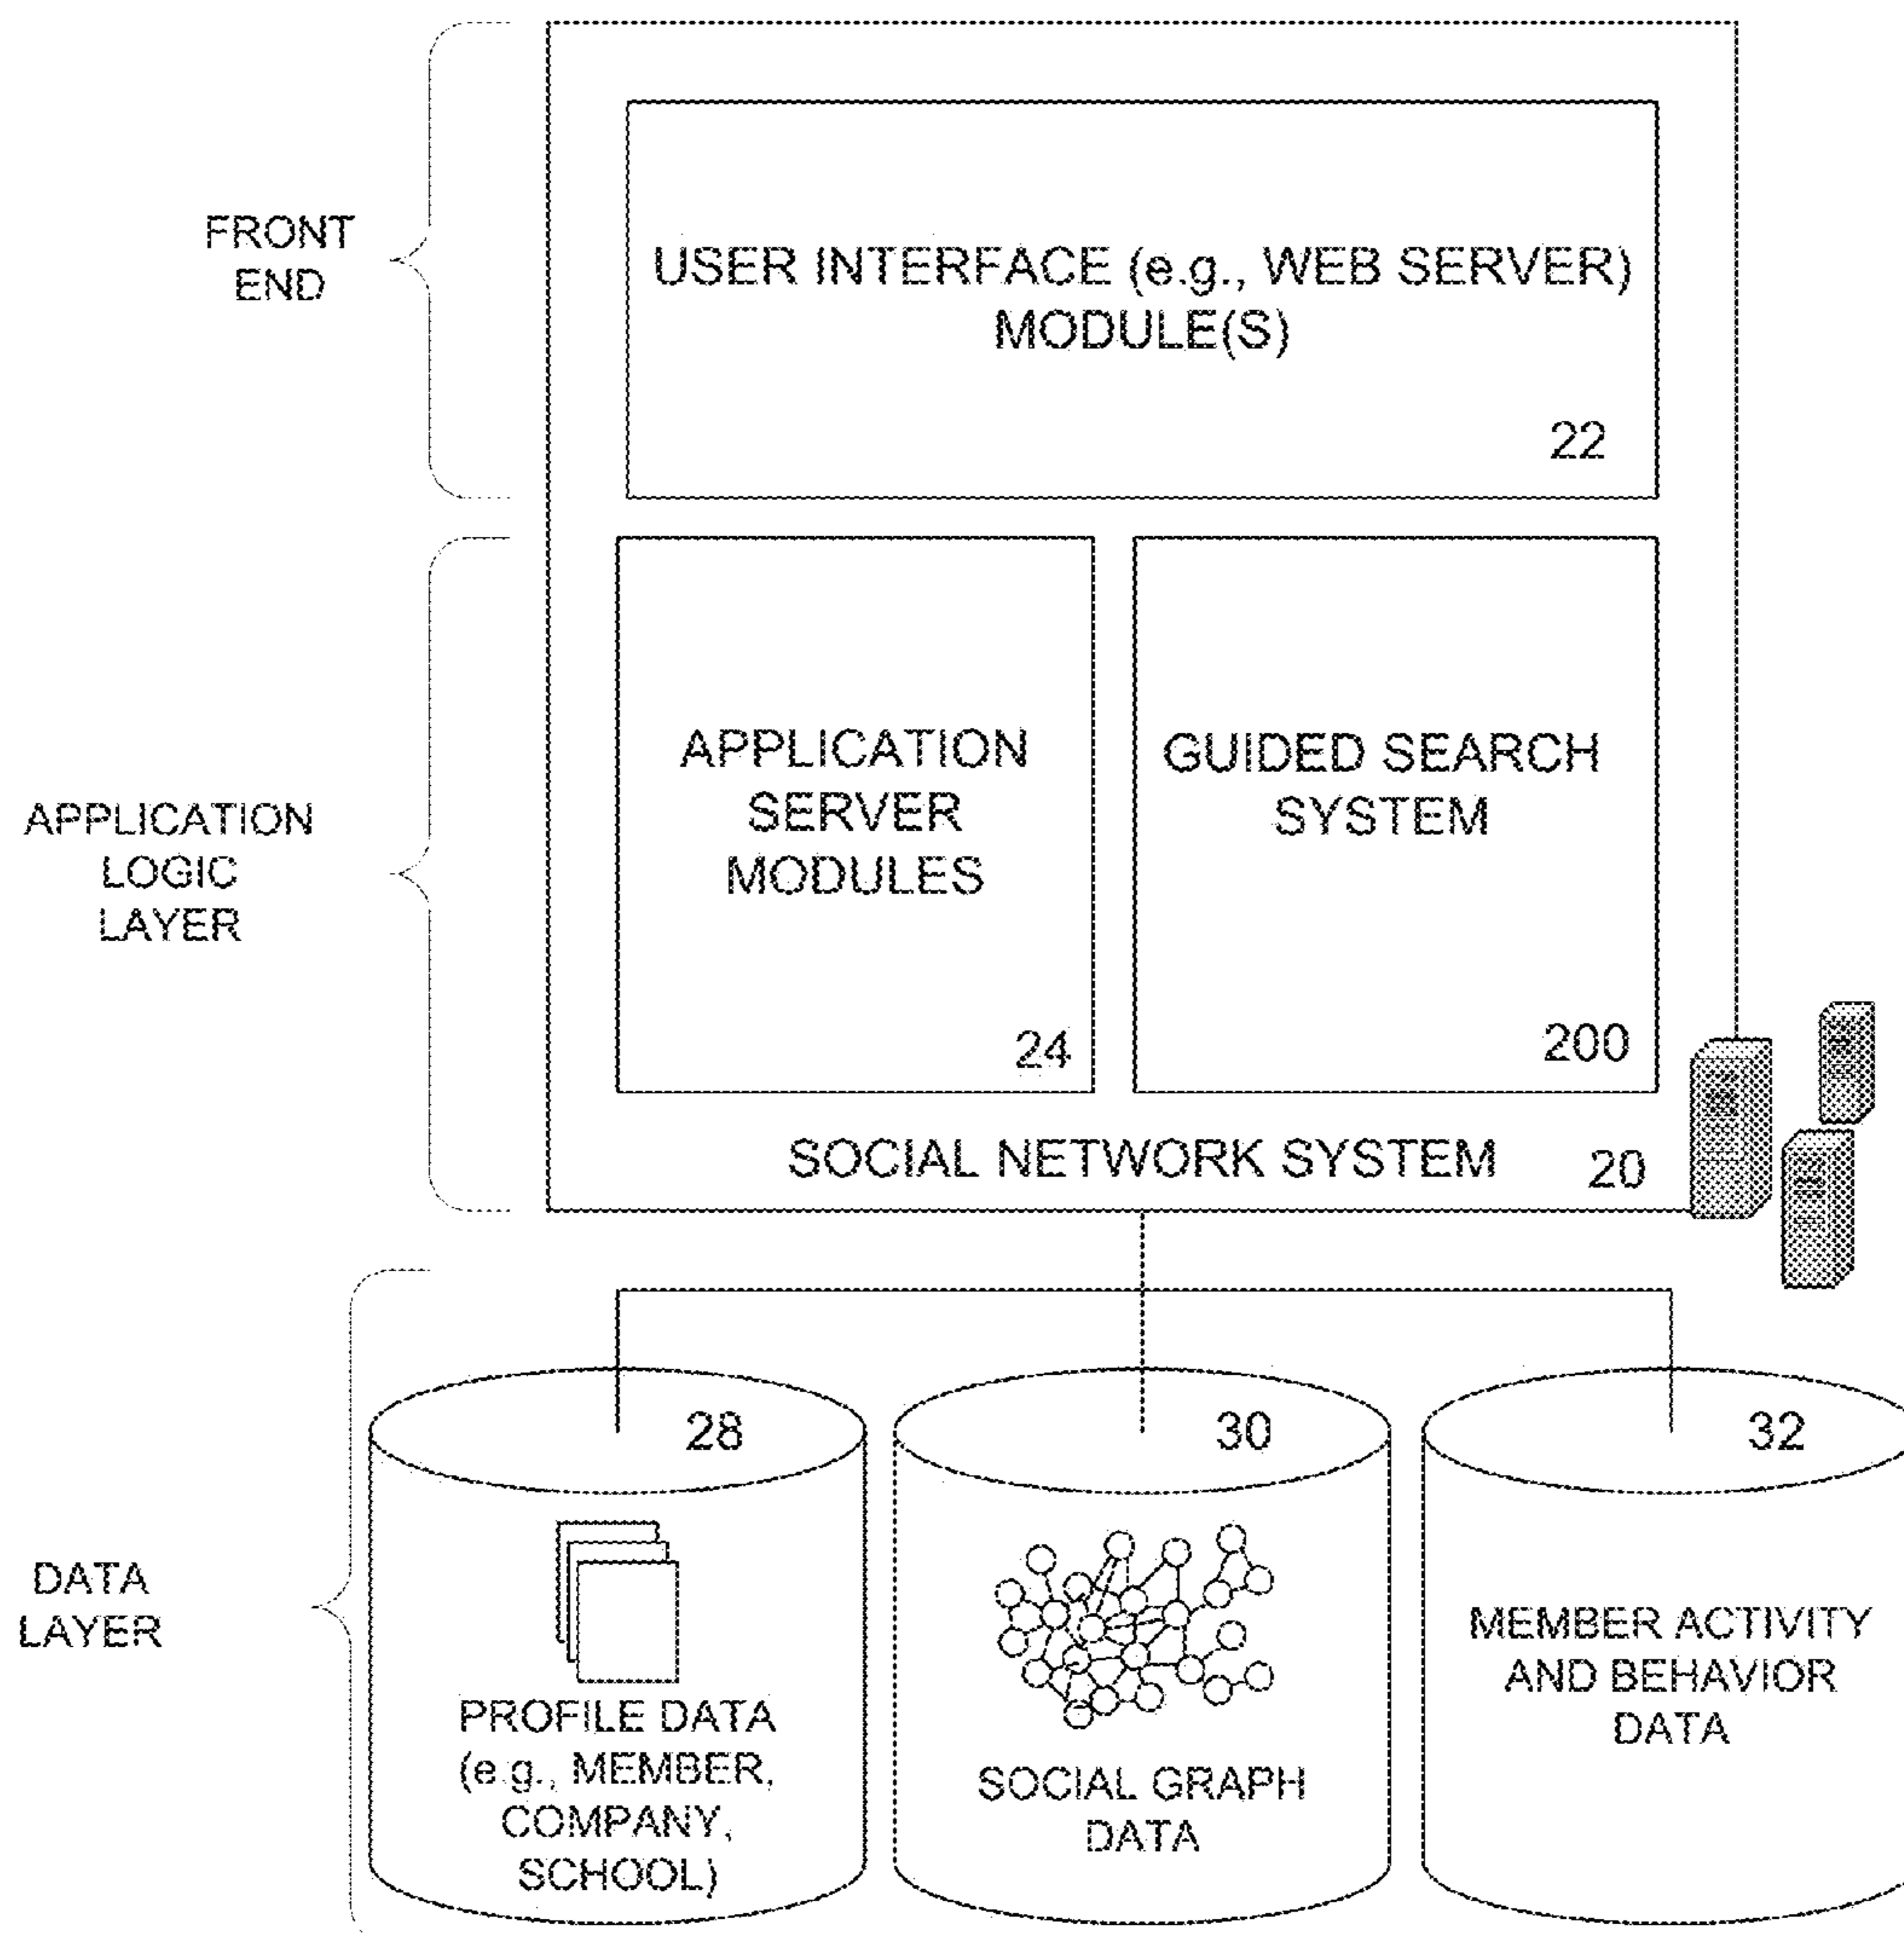 FRONT
END
USER INTERFACE (e.g., WEB SERVER)
MODULE(S)
22
APPLICATION
LOGIC
LAYER
APPLICATION
SERVER
MODULES
24
GUIDED SEARCH
SYSTEM
200
SOCIAL NETWORK SYSTEM
20
DATA
LAYER
28
PROFILE DATA
(e.g., MEMBER,
COMPANY,
SCHOOL)
30
SOCIAL GRAPH
DATA
32
MEMBER ACTIVITY
AND BEHAVIOR
DATA